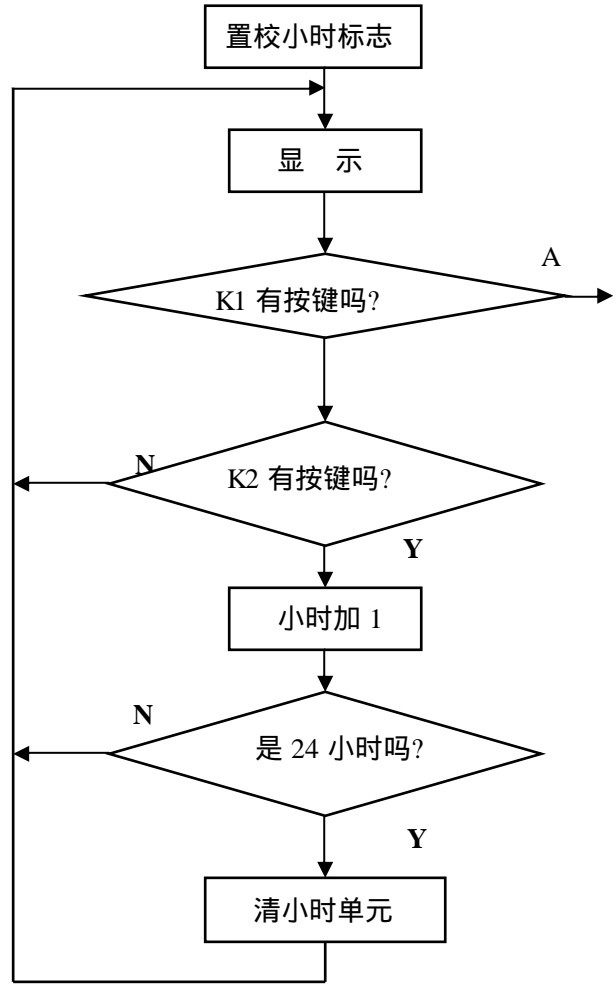 置校小时标志
显 示
A
K1 有按键吗?
N
K2 有按键吗?
Y
小时加 1
N
是 24 小时吗?
Y
清小时单元